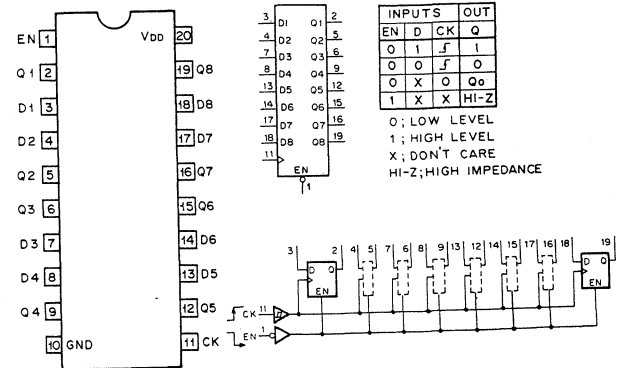 EN 1
VDD 20
Q1 2
19 Q8
D1 3
18 D8
D2 4
17 D7
Q2 5
16 Q7
Q3 6
15 Q6
D3 7
14 D6
D4 8
13 D5
Q4 9
12 Q5
10 GND
11 CK
3 D1 Q1 2
4 D2 Q2 5
7 D3 Q3 6
8 D4 Q4 9
13 D5 Q5 12
14 D6 Q6 15
17 D7 Q7 16
18 D8 Q8 19
11
EN
1
INPUTS OUT
EN D CK Q
0 1 1
0 0 0
0 X 0 Qo
1 X X HI-Z
0; LOW LEVEL
1; HIGH LEVEL
X; DON'T CARE
HI-Z; HIGH IMPEDANCE
3 2 4 5 7 6 8 9 13 12 14 15 17 16 18 19
D Q
EN
D Q
EN
CK 11
EN 1